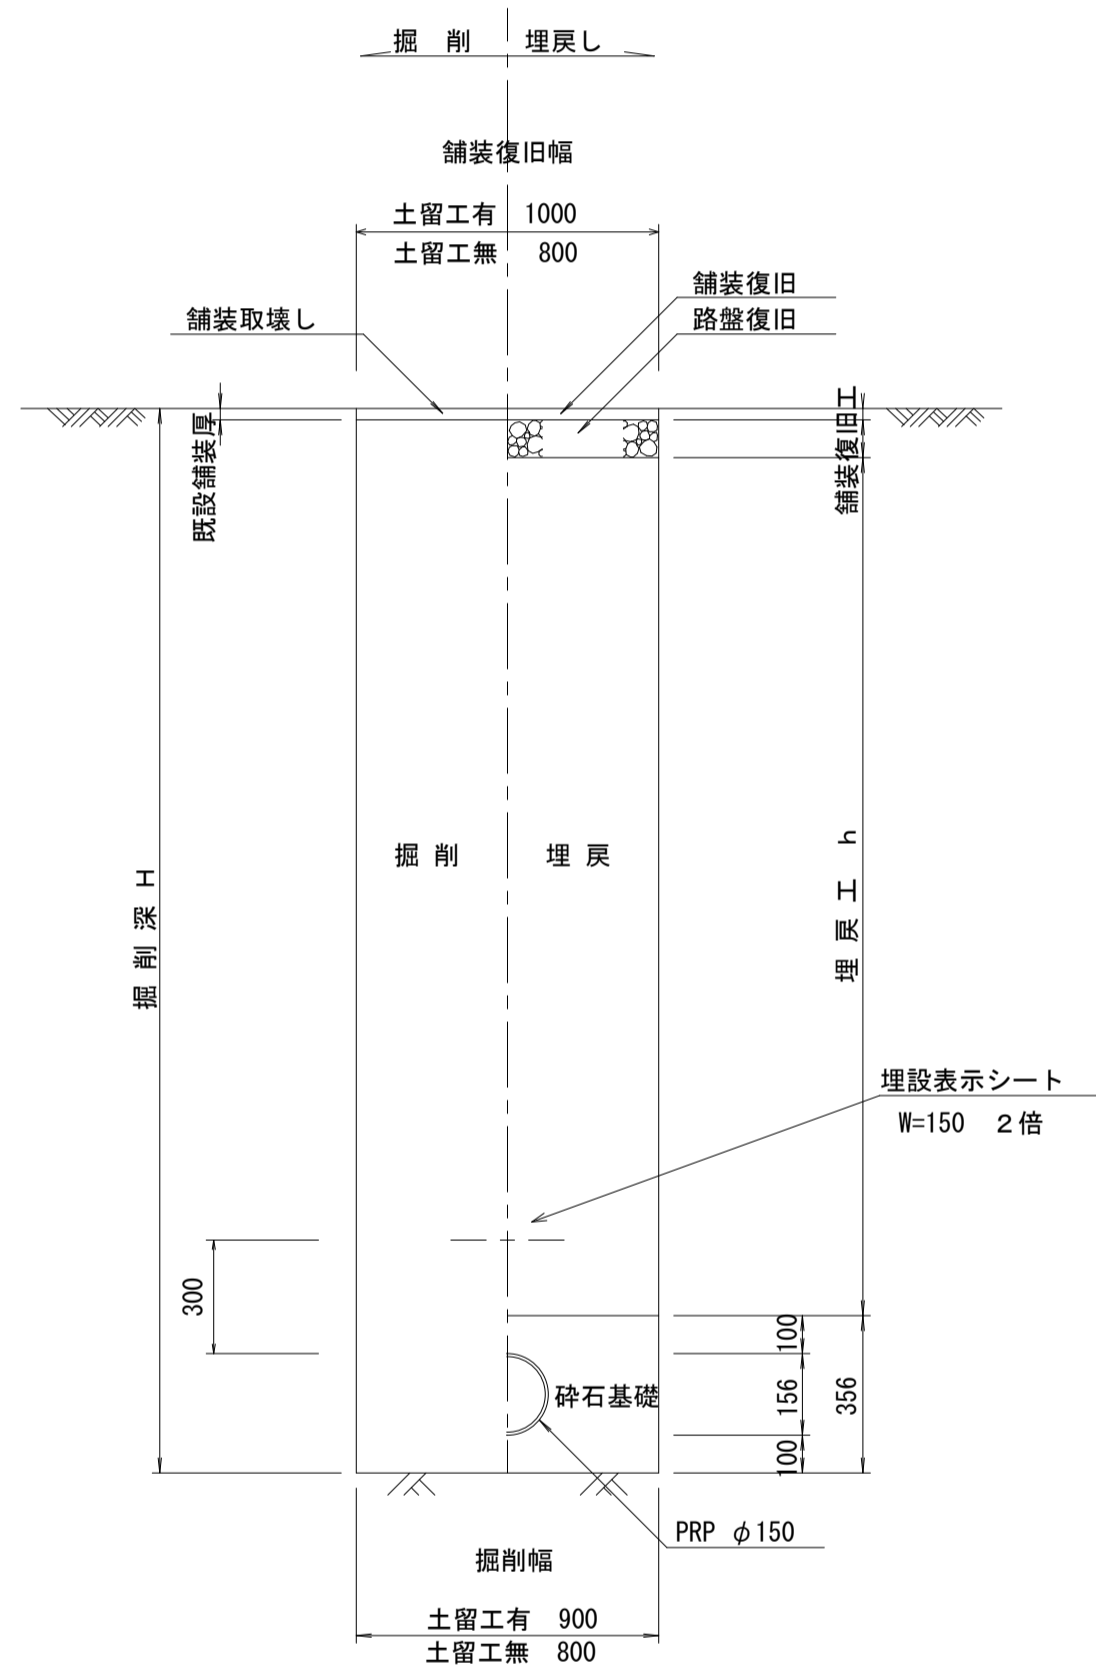 掘　削　　埋戻し
舗装復旧幅
土留工有　1000
土留工無　800
舗装復旧
路盤復旧
舗装取壊し
既設舗装厚
舗装復旧工
掘削
埋戻
掘削深 H
埋戻工 h
埋設表示シート
W=150　２倍
300
100
156
100
356
砕石基礎
PRP φ150
掘削幅
土留工有　900
土留工無　800